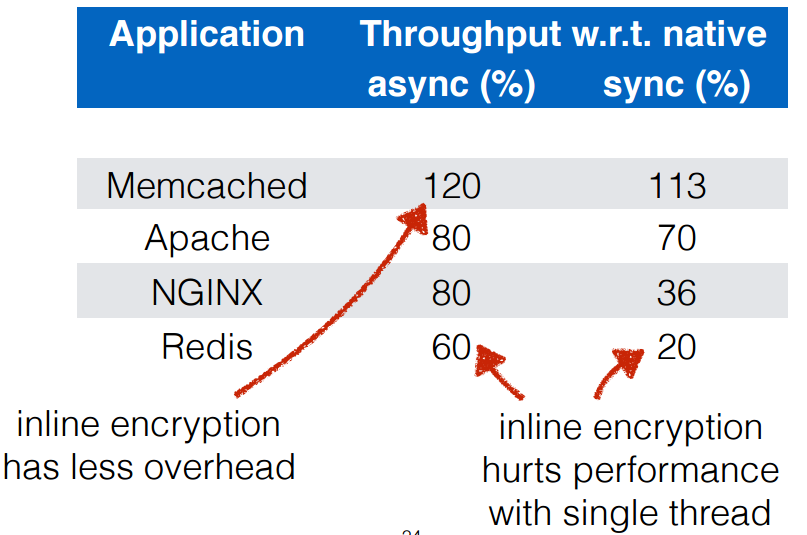 Application Throughput w.r.t. native
async (%) sync (%)
Memcached 120 113
Apache 80 70
NGINX 80 36
Redis 60 20
inline encryption
has less overhead
inline encryption
hurts performance
with single thread